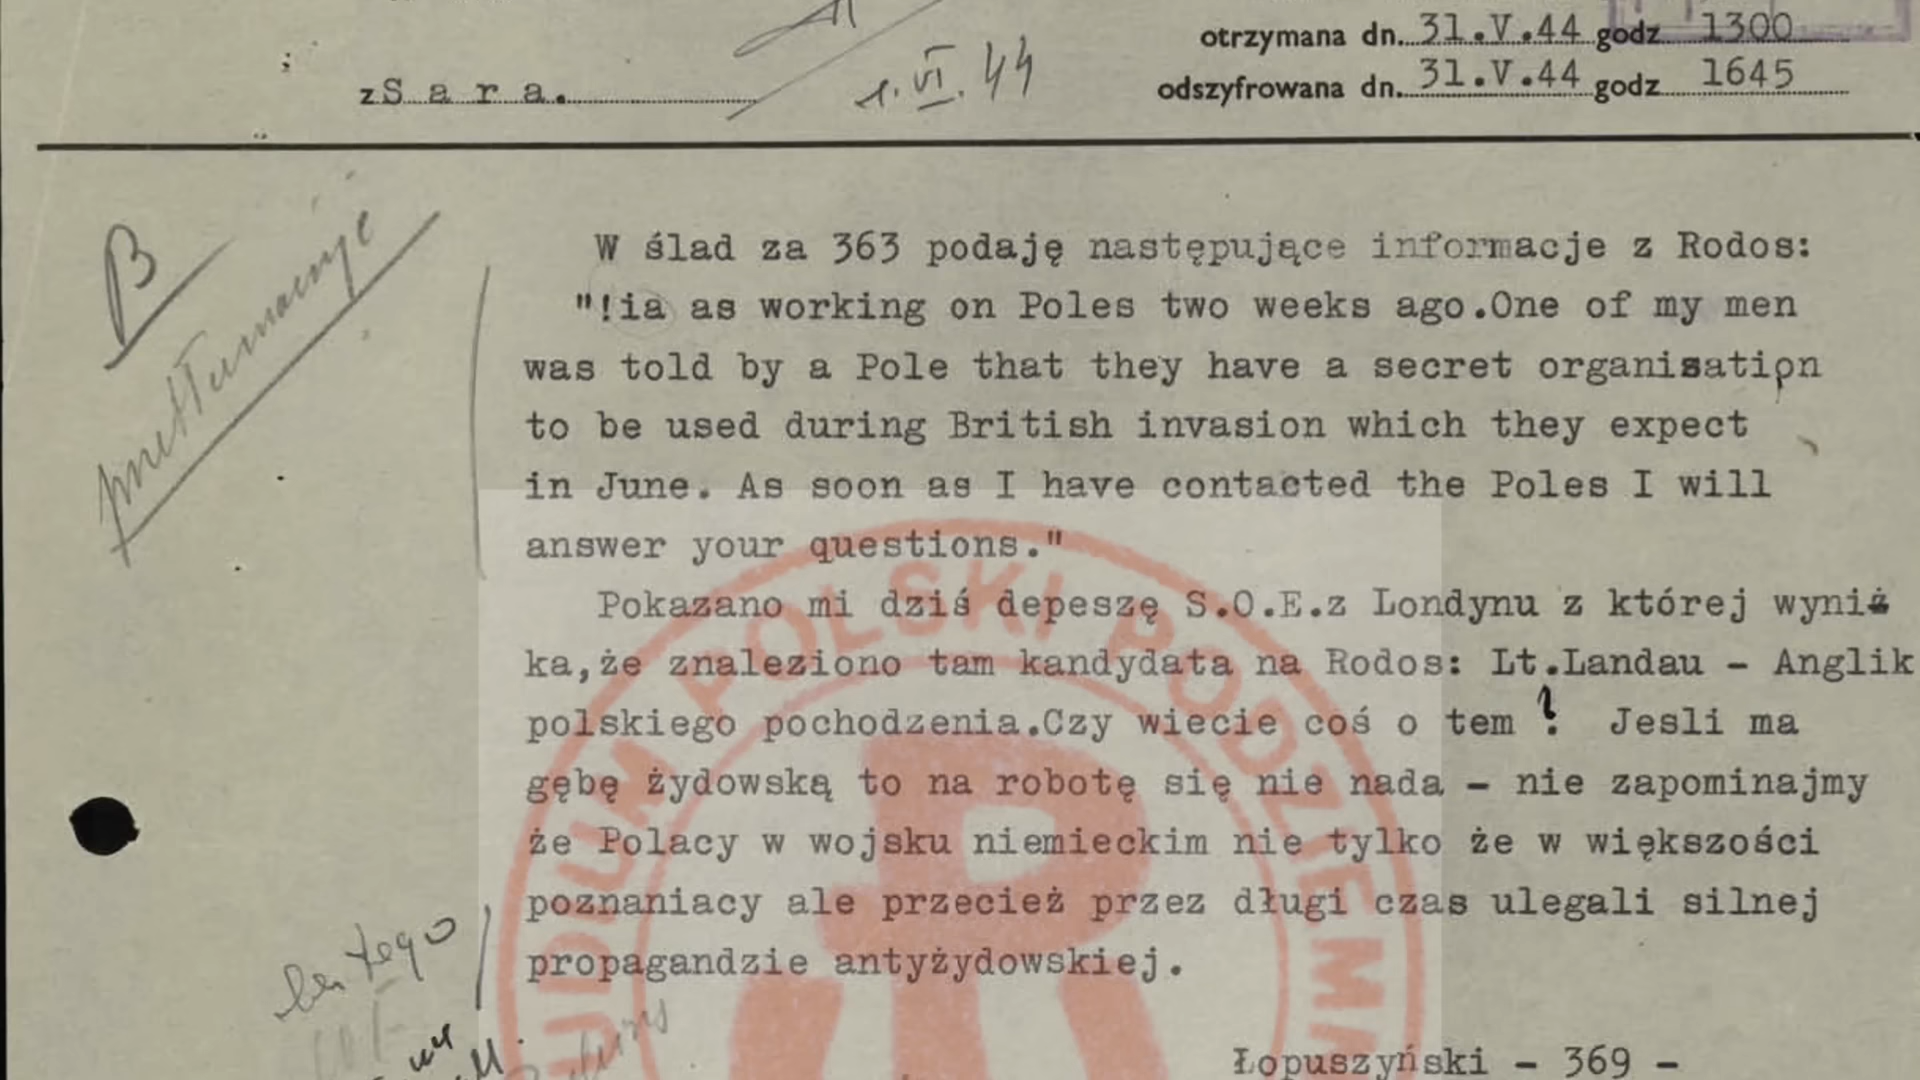 otrzymana dn. 31.V.44 godz 1300
z S a r a.
1.VI.44
odszyfrowana dn. 31.V.44 godz 1645
B
W ślad za 363 podaję następujące informacje z Rodos:
"!ia as working on Poles two weeks ago.One of my men
was told by a Pole that they have a secret organisation
to be used during British invasion which they expect
in June. As soon as I have contacted the Poles I will
answer your questions."
Pokazano mi dziś depeszę S.O.E.z Londynu z której wyni
ka,że znaleziono tam kandydata na Rodos: Lt.Landau – Anglik
polskiego pochodzenia.Czy wiecie coś o tem ? Jesli ma
gębę żydowską to na robotę się nie nada – nie zapominajmy
że Polacy w wojsku niemieckim nie tylko że w większości
poznaniacy ale przecież przez długi czas ulegali silnej
propagandzie antyżydowskiej.
bez tego
Łopuszyński – 369 –
POLSKI PODZIEMN